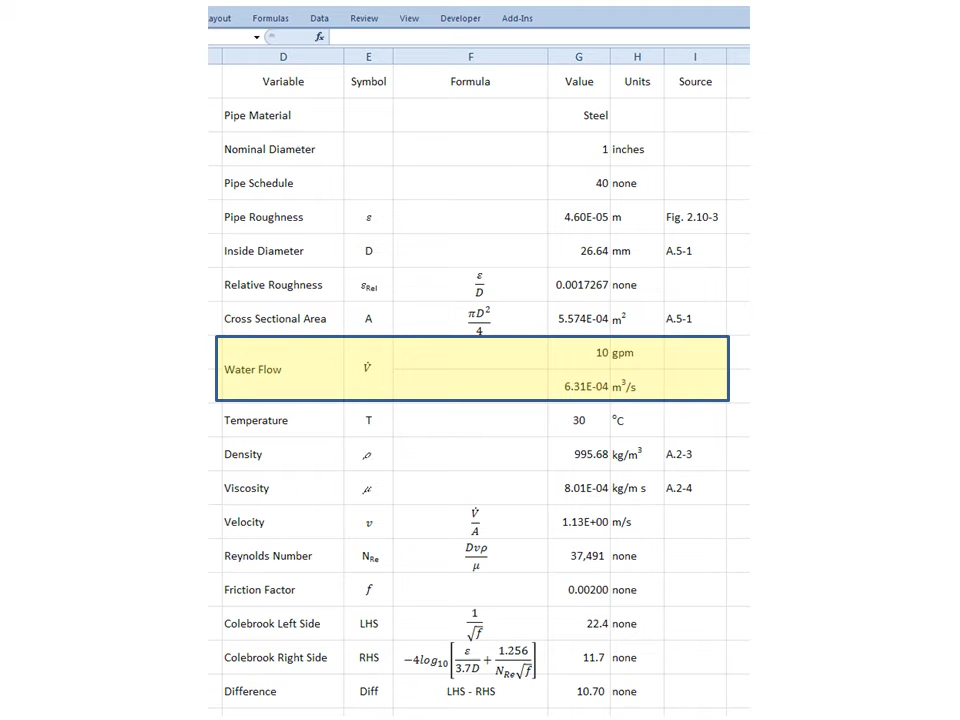 ayout Formulas Data Review View Developer Add-Ins
fx
D E F G H I
Variable Symbol Formula Value Units Source
Pipe Material Steel
Nominal Diameter 1 inches
Pipe Schedule 40 none
Pipe Roughness ε 4.60E-05 m Fig. 2.10-3
Inside Diameter D 26.64 mm A.5-1
Relative Roughness εRel ε/D 0.0017267 none
Cross Sectional Area A πD²/4 5.574E-04 m² A.5-1
Water Flow V̇ 10 gpm
6.31E-04 m³/s
Temperature T 30 °C
Density ρ 995.68 kg/m³ A.2-3
Viscosity μ 8.01E-04 kg/m s A.2-4
Velocity v V̇/A 1.13E+00 m/s
Reynolds Number NRe Dvρ/μ 37,491 none
Friction Factor f 0.00200 none
Colebrook Left Side LHS 1/√f 22.4 none
Colebrook Right Side RHS −4log₁₀[ε/3.7D + 1.256/NRe√f] 11.7 none
Difference Diff LHS - RHS 10.70 none